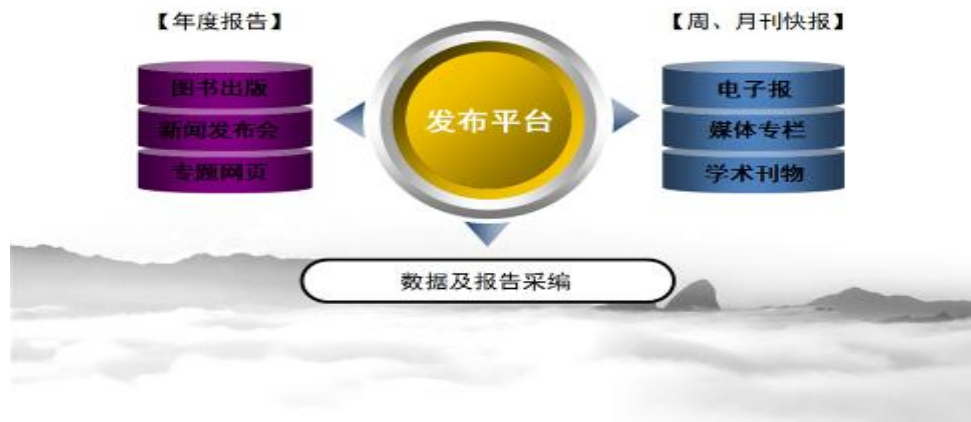 【年度报告】
【周、月刊快报】
图书出版
新闻发布会
专题网页
发布平台
电子报
媒体专栏
学术刊物
数据及报告采编